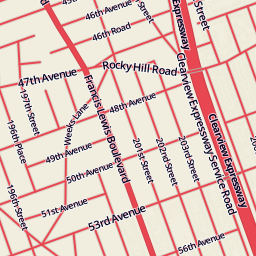 46th Avenue
Street
Expressway
Street
46th Road
Rocky Hill Road
47th Avenue
Clearview Expressway Service Road
Francis Lewis Boulevard
197th Street
Weeks Lane
48th Avenue
196th Place
Clearview Expressway
49th Avenue
201st Street
202nd Street
203rd Street
50th Avenue
196th Street
51st Avenue
53rd Avenue
56th Avenue